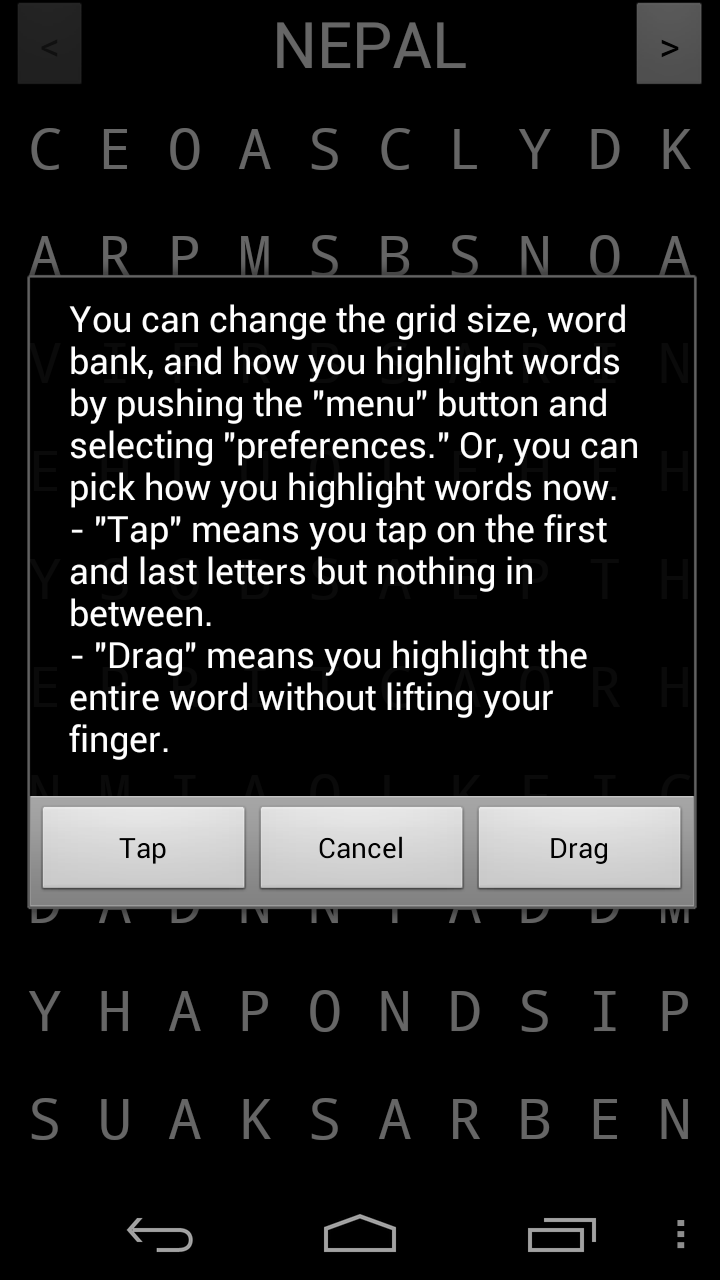 < NEPAL >
C E O A S C L Y D K
A R P M S B S N O A
You can change the grid size, word
bank, and how you highlight words
by pushing the "menu" button and
selecting "preferences." Or, you can
pick how you highlight words now.
- "Tap" means you tap on the first
and last letters but nothing in
between.
- "Drag" means you highlight the
entire word without lifting your
finger.
Tap Cancel Drag
D A D N N I A D D M
Y H A P O N D S I P
S U A K S A R B E N